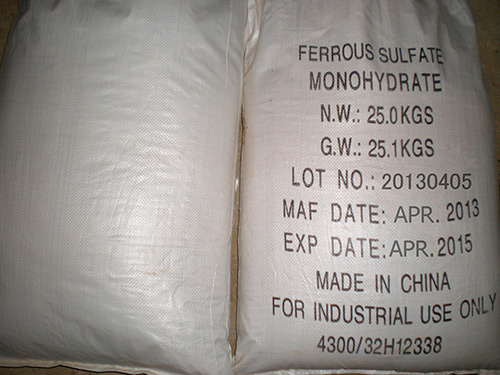 FERROUS SULFATE
MONOHYDRATE
N.W.: 25.0KGS
G.W.: 25.1KGS
LOT NO.: 20130405
MAF DATE: APR. 2013
EXP DATE: APR. 2015
MADE IN CHINA
FOR INDUSTRIAL USE ONLY
4300/32H12338